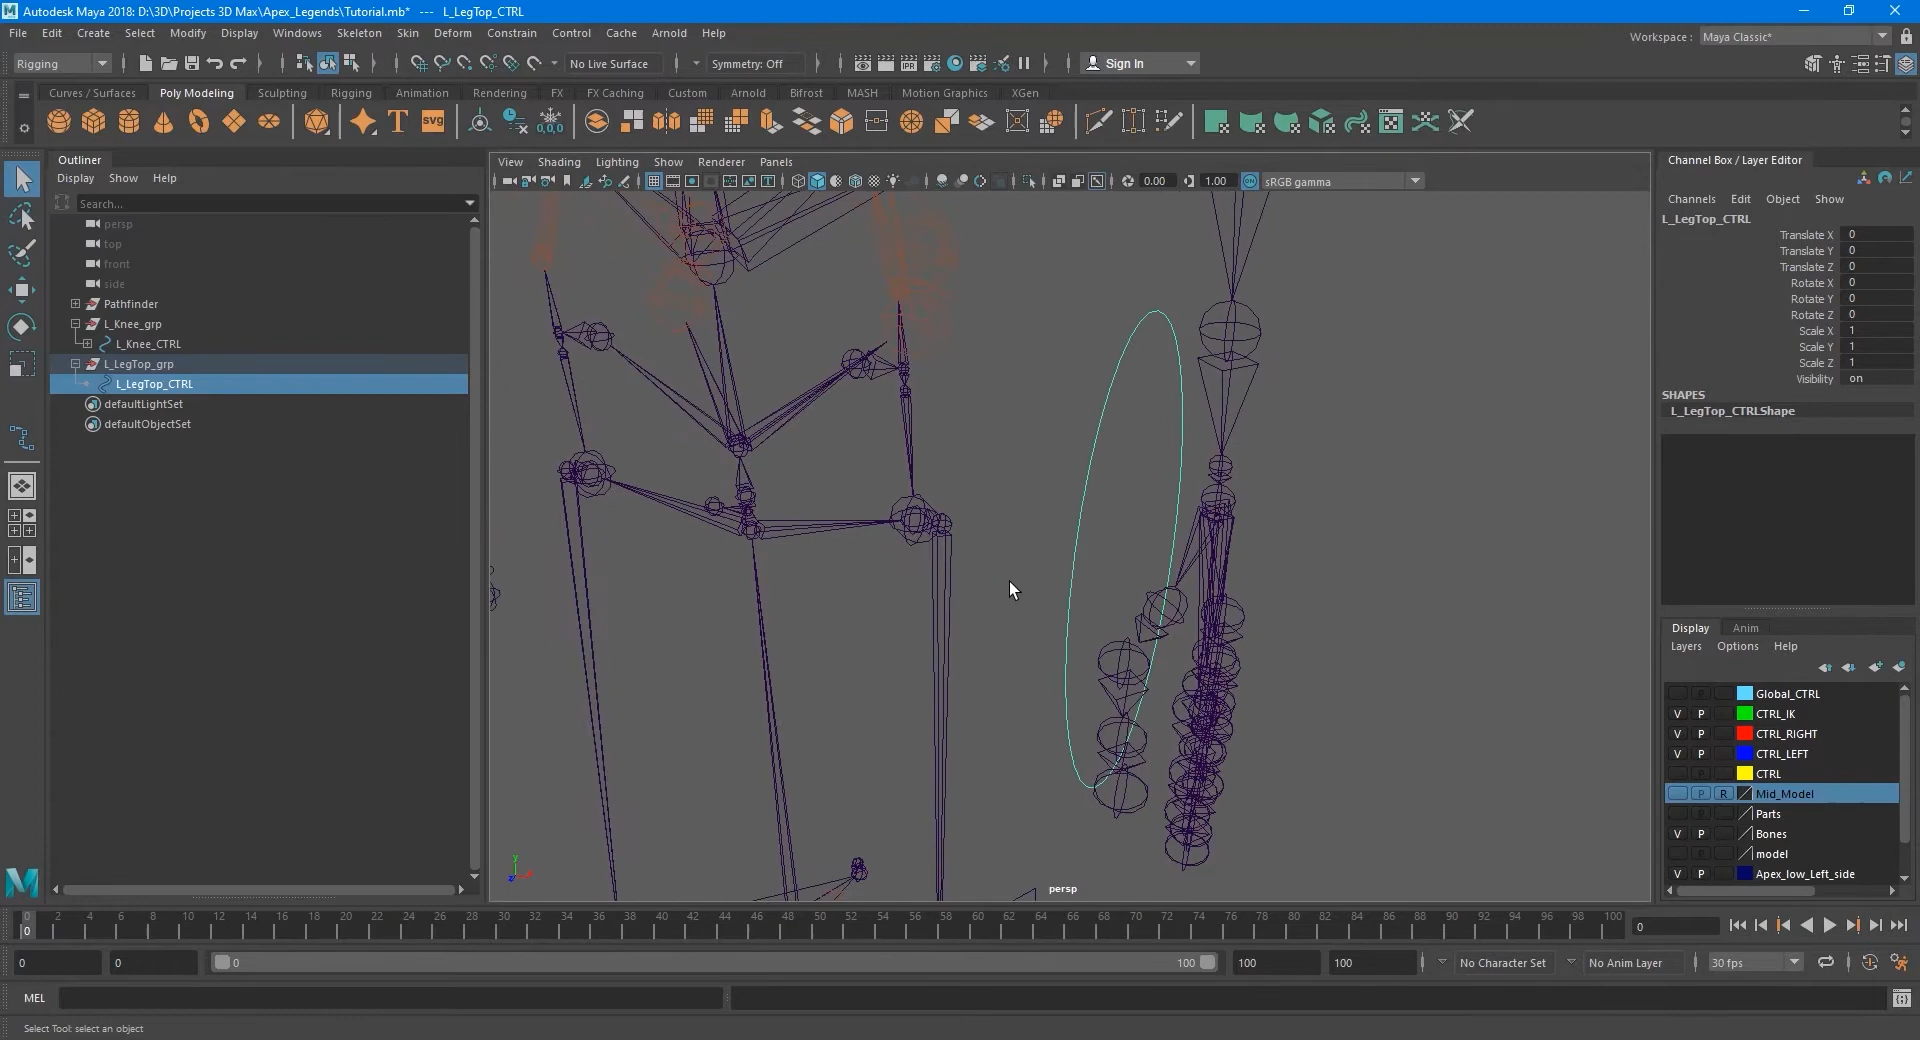 Autodesk Maya 2018: D:\3D\Projects 3D Max\Apex_Legends\Tutorial.mb* --- L_LegTop_CTRL
File Edit Create Select Modify Display Windows Skeleton Skin Deform Constrain Control Cache Arnold Help
Workspace : Maya Classic*
Rigging No Live Surface Symmetry: Off Sign In
Curves / Surfaces Poly Modeling Sculpting Rigging Animation Rendering FX FX Caching Custom Arnold Bifrost MASH Motion Graphics XGen
T svg 0,0,0
Outliner
Display Show Help
Search...
persp
top
front
side
Pathfinder
L_Knee_grp
L_Knee_CTRL
L_LegTop_grp
L_LegTop_CTRL
defaultLightSet
defaultObjectSet
View Shading Lighting Show Renderer Panels
0.00 1.00 sRGB gamma
persp
Channel Box / Layer Editor
Channels Edit Object Show
L_LegTop_CTRL
Translate X 0
Translate Y 0
Translate Z 0
Rotate X 0
Rotate Y 0
Rotate Z 0
Scale X 1
Scale Y 1
Scale Z 1
Visibility on
SHAPES
L_LegTop_CTRLShape
Display Anim
Layers Options Help
Global_CTRL
V P CTRL_IK
V P CTRL_RIGHT
V P CTRL_LEFT
CTRL
P R Mid_Model
Parts
V P Bones
model
V P Apex_low_Left_side
0 2 4 6 8 10 12 14 16 18 20 22 24 26 28 30 32 34 36 38 40 42 44 46 48 50 52 54 56 58 60 62 64 66 68 70 72 74 76 78 80 82 84 86 88 90 92 94 96 98 100
0 0
0 0 0 100 100 100 No Character Set No Anim Layer 30 fps
MEL
Select Tool: select an object